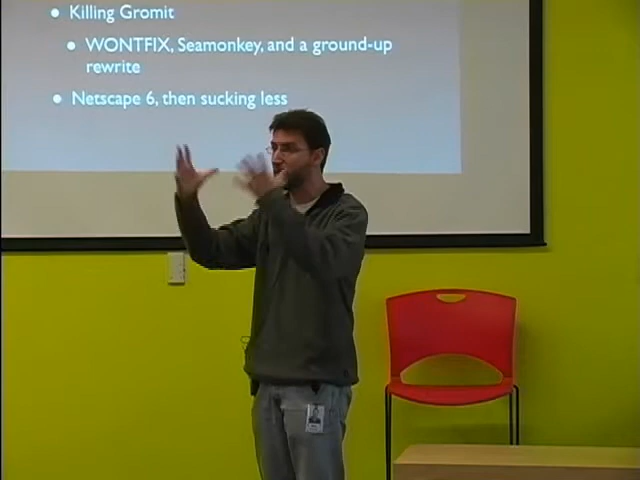 • Killing Gromit
• WONTFIX, Seamonkey, and a ground-up
rewrite
• Netscape 6, then sucking less